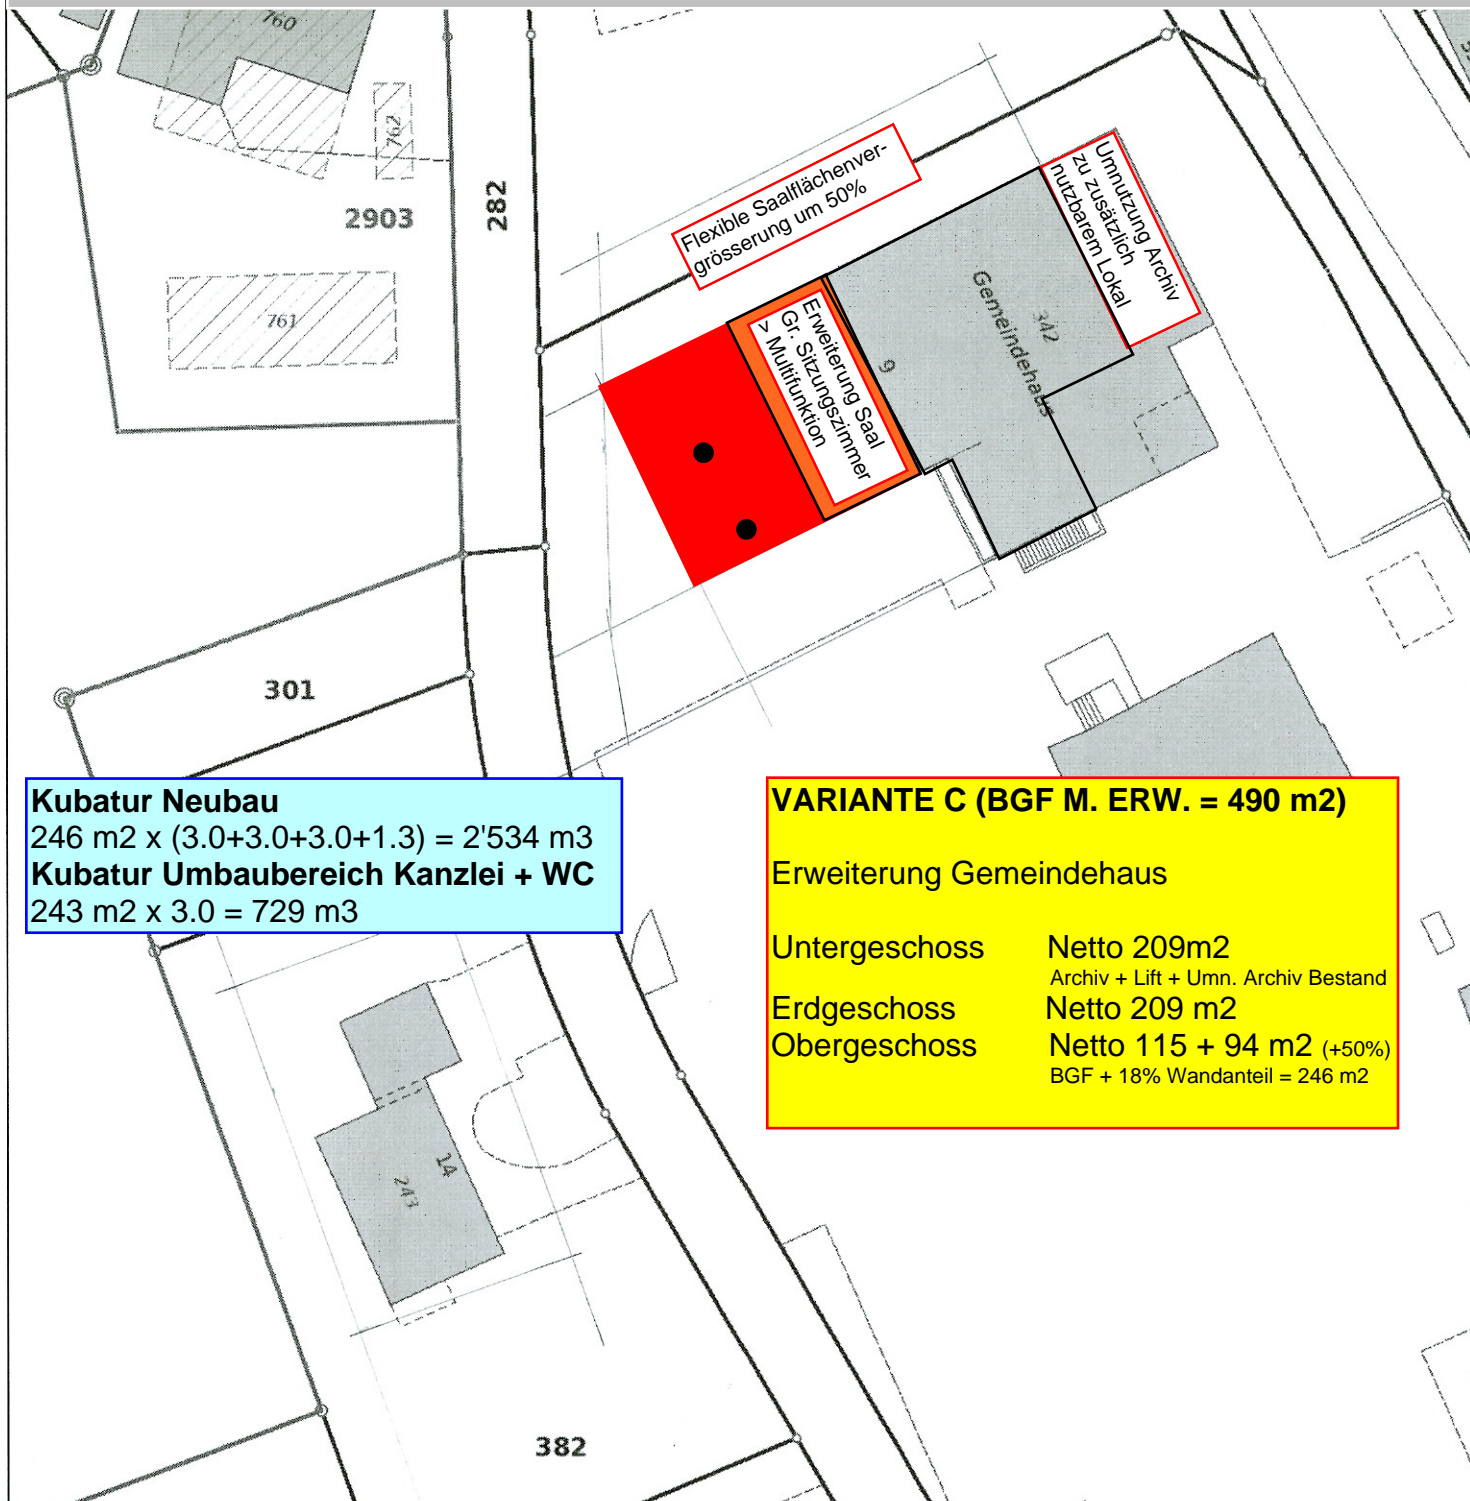 760
762
2903
282
761
Flexible Saalflächenver-
grösserung um 50%
Umnutzung Archiv
zu zusätzlich
nutzbarem Lokal
Erweiterung Saal
Gr. Sitzungszimmer
> Multifunktion
9
342
Gemeindehaus
301
Kubatur Neubau
246 m2 x (3.0+3.0+3.0+1.3) = 2'534 m3
Kubatur Umbaubereich Kanzlei + WC
243 m2 x 3.0 = 729 m3
VARIANTE C (BGF M. ERW. = 490 m2)
Erweiterung Gemeindehaus
Untergeschoss Netto 209m2
Archiv + Lift + Umn. Archiv Bestand
Erdgeschoss Netto 209 m2
Obergeschoss Netto 115 + 94 m2 (+50%)
BGF + 18% Wandanteil = 246 m2
14
243
382